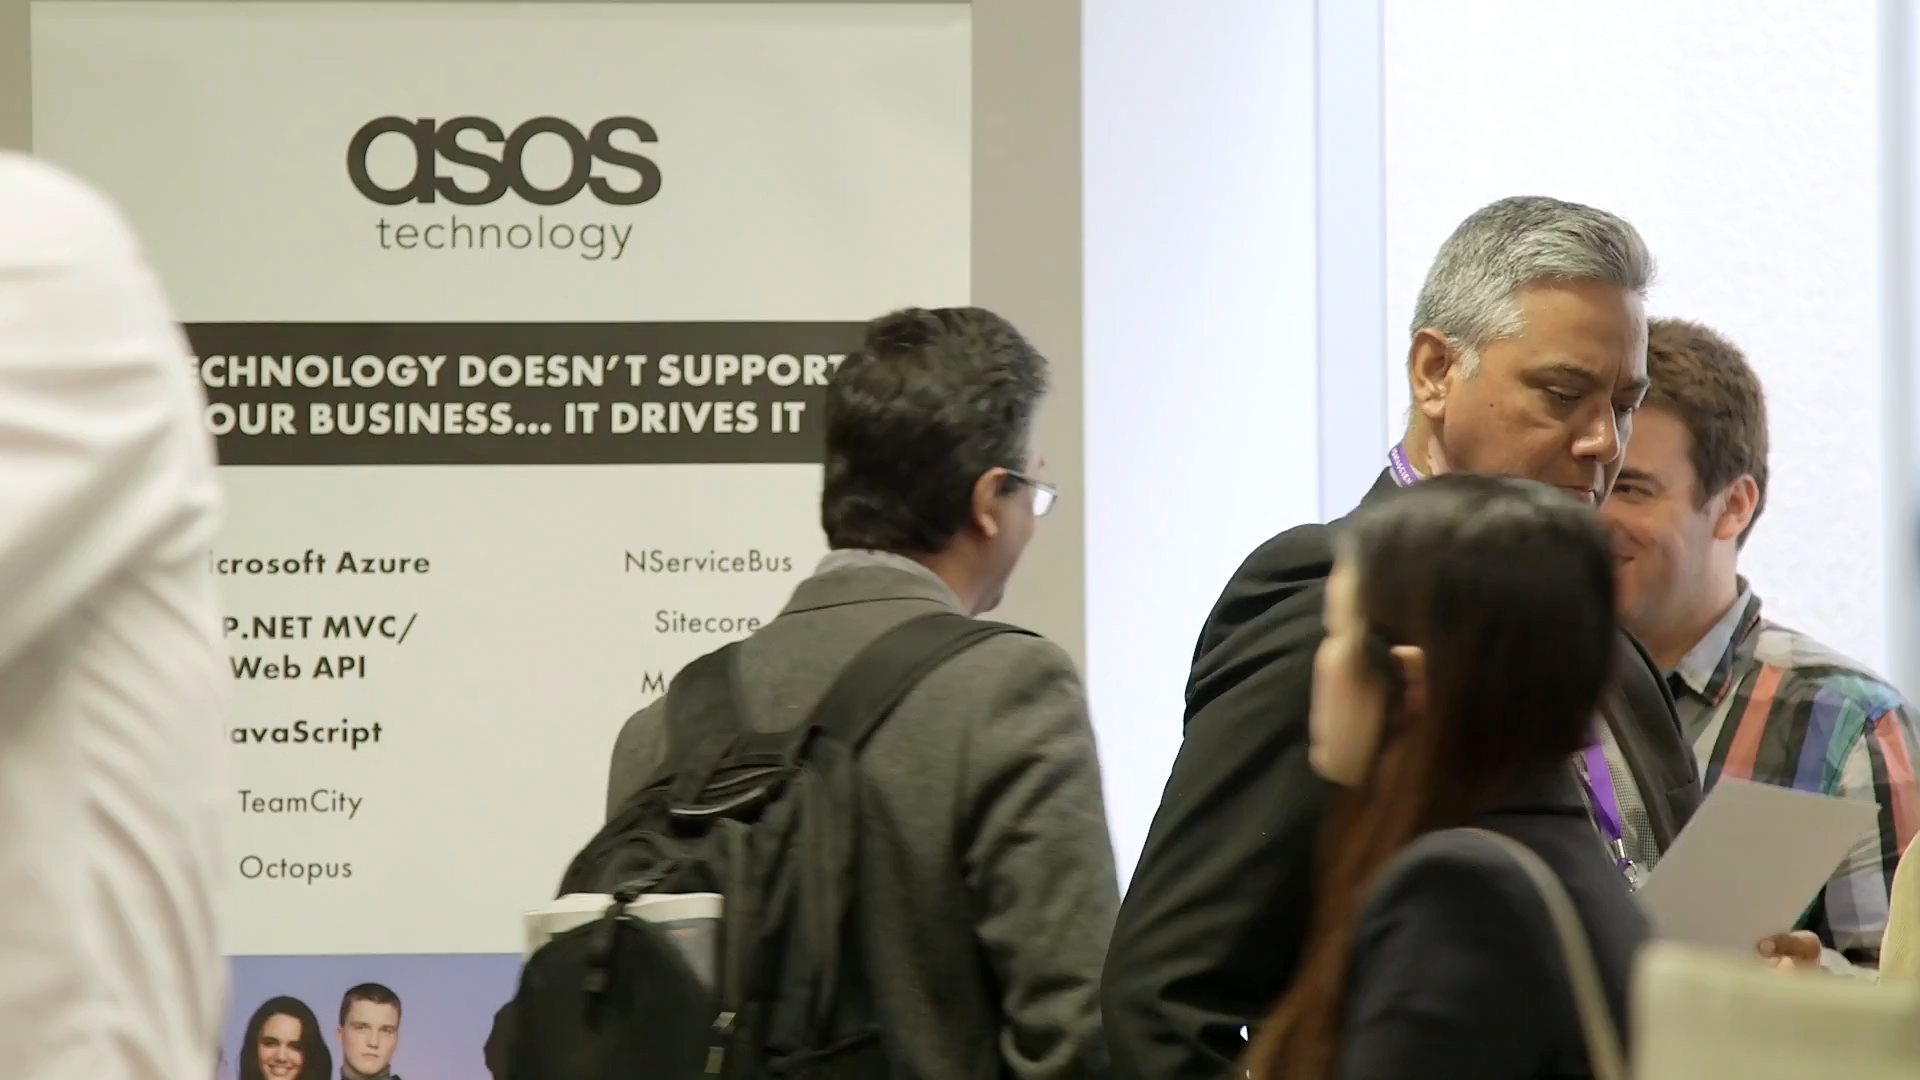 asos
technology
ECHNOLOGY DOESN'T SUPPORT
OUR BUSINESS... IT DRIVES IT
icrosoft Azure
NServiceBus
P.NET MVC/
Web API
Sitecore
avaScript
TeamCity
Octopus